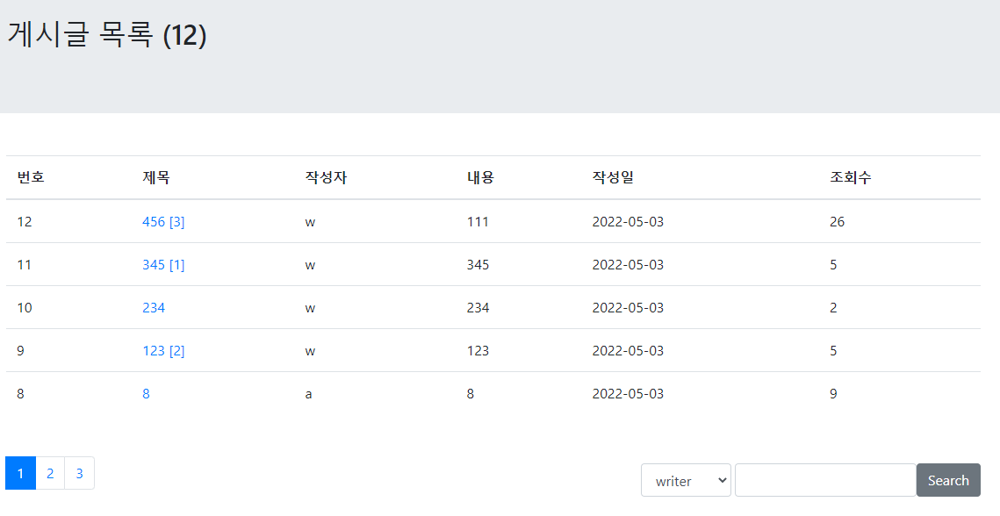 게시글 목록 (12)
번호 제목 작성자 내용 작성일 조회수
12 456 [3] w 111 2022-05-03 26
11 345 [1] w 345 2022-05-03 5
10 234 w 234 2022-05-03 2
9 123 [2] w 123 2022-05-03 5
8 8 a 8 2022-05-03 9
1 2 3 writer Search